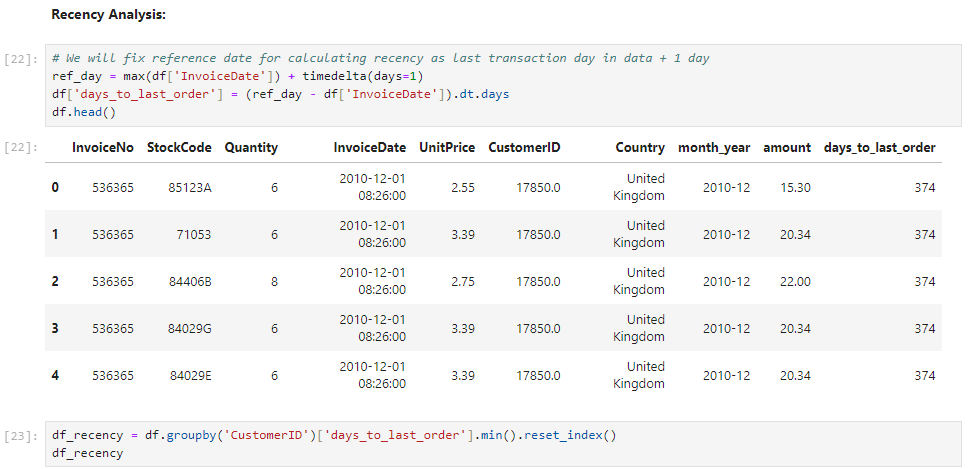 Recency Analysis:
[22]: # We will fix reference date for calculating recency as last transaction day in data + 1 day
ref_day = max(df['InvoiceDate']) + timedelta(days=1)
df['days_to_last_order'] = (ref_day - df['InvoiceDate']).dt.days
df.head()
[22]: InvoiceNo StockCode Quantity InvoiceDate UnitPrice CustomerID Country month_year amount days_to_last_order
0 536365 85123A 6 2010-12-01 08:26:00 2.55 17850.0 United Kingdom 2010-12 15.30 374
1 536365 71053 6 2010-12-01 08:26:00 3.39 17850.0 United Kingdom 2010-12 20.34 374
2 536365 84406B 8 2010-12-01 08:26:00 2.75 17850.0 United Kingdom 2010-12 22.00 374
3 536365 84029G 6 2010-12-01 08:26:00 3.39 17850.0 United Kingdom 2010-12 20.34 374
4 536365 84029E 6 2010-12-01 08:26:00 3.39 17850.0 United Kingdom 2010-12 20.34 374
[23]: df_recency = df.groupby('CustomerID')['days_to_last_order'].min().reset_index()
df_recency